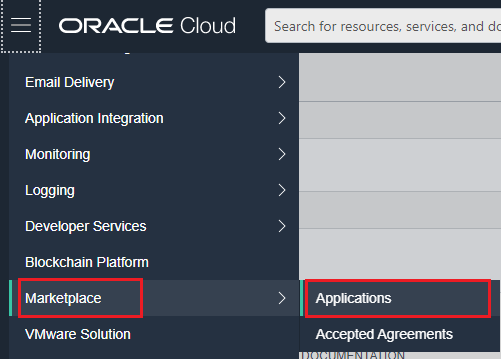 ORACLE Cloud
Search for resources, services, and do
Email Delivery
Application Integration
Monitoring
Logging
Developer Services
Blockchain Platform
Marketplace
Applications
VMware Solution
Accepted Agreements
DOCUMENTATION